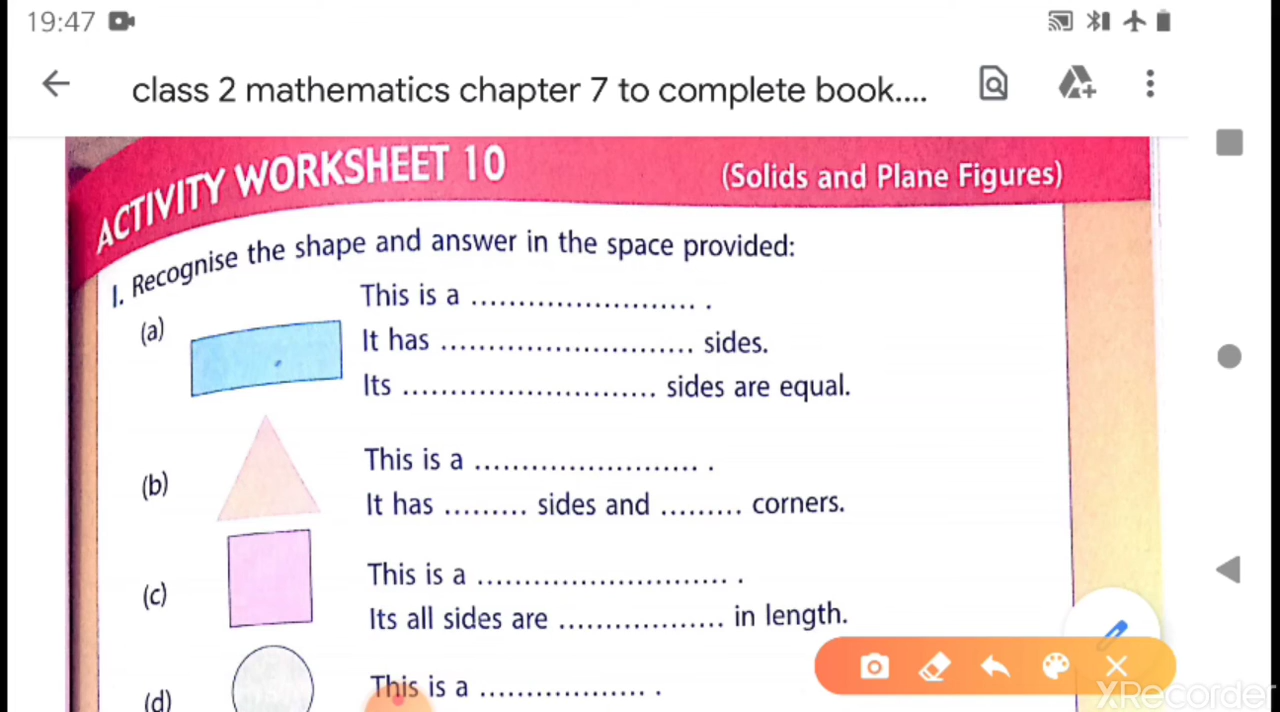 19:47
class 2 mathematics chapter 7 to complete book....
ACTIVITY WORKSHEET 10
(Solids and Plane Figures)
I. Recognise the shape and answer in the space provided:
(a)
This is a ........................ .
It has ........................... sides.
Its ........................... sides are equal.
(b)
This is a ........................ .
It has ......... sides and ......... corners.
(c)
This is a ........................... .
Its all sides are .................. in length.
(d)
This is a .................. .
XRecorder